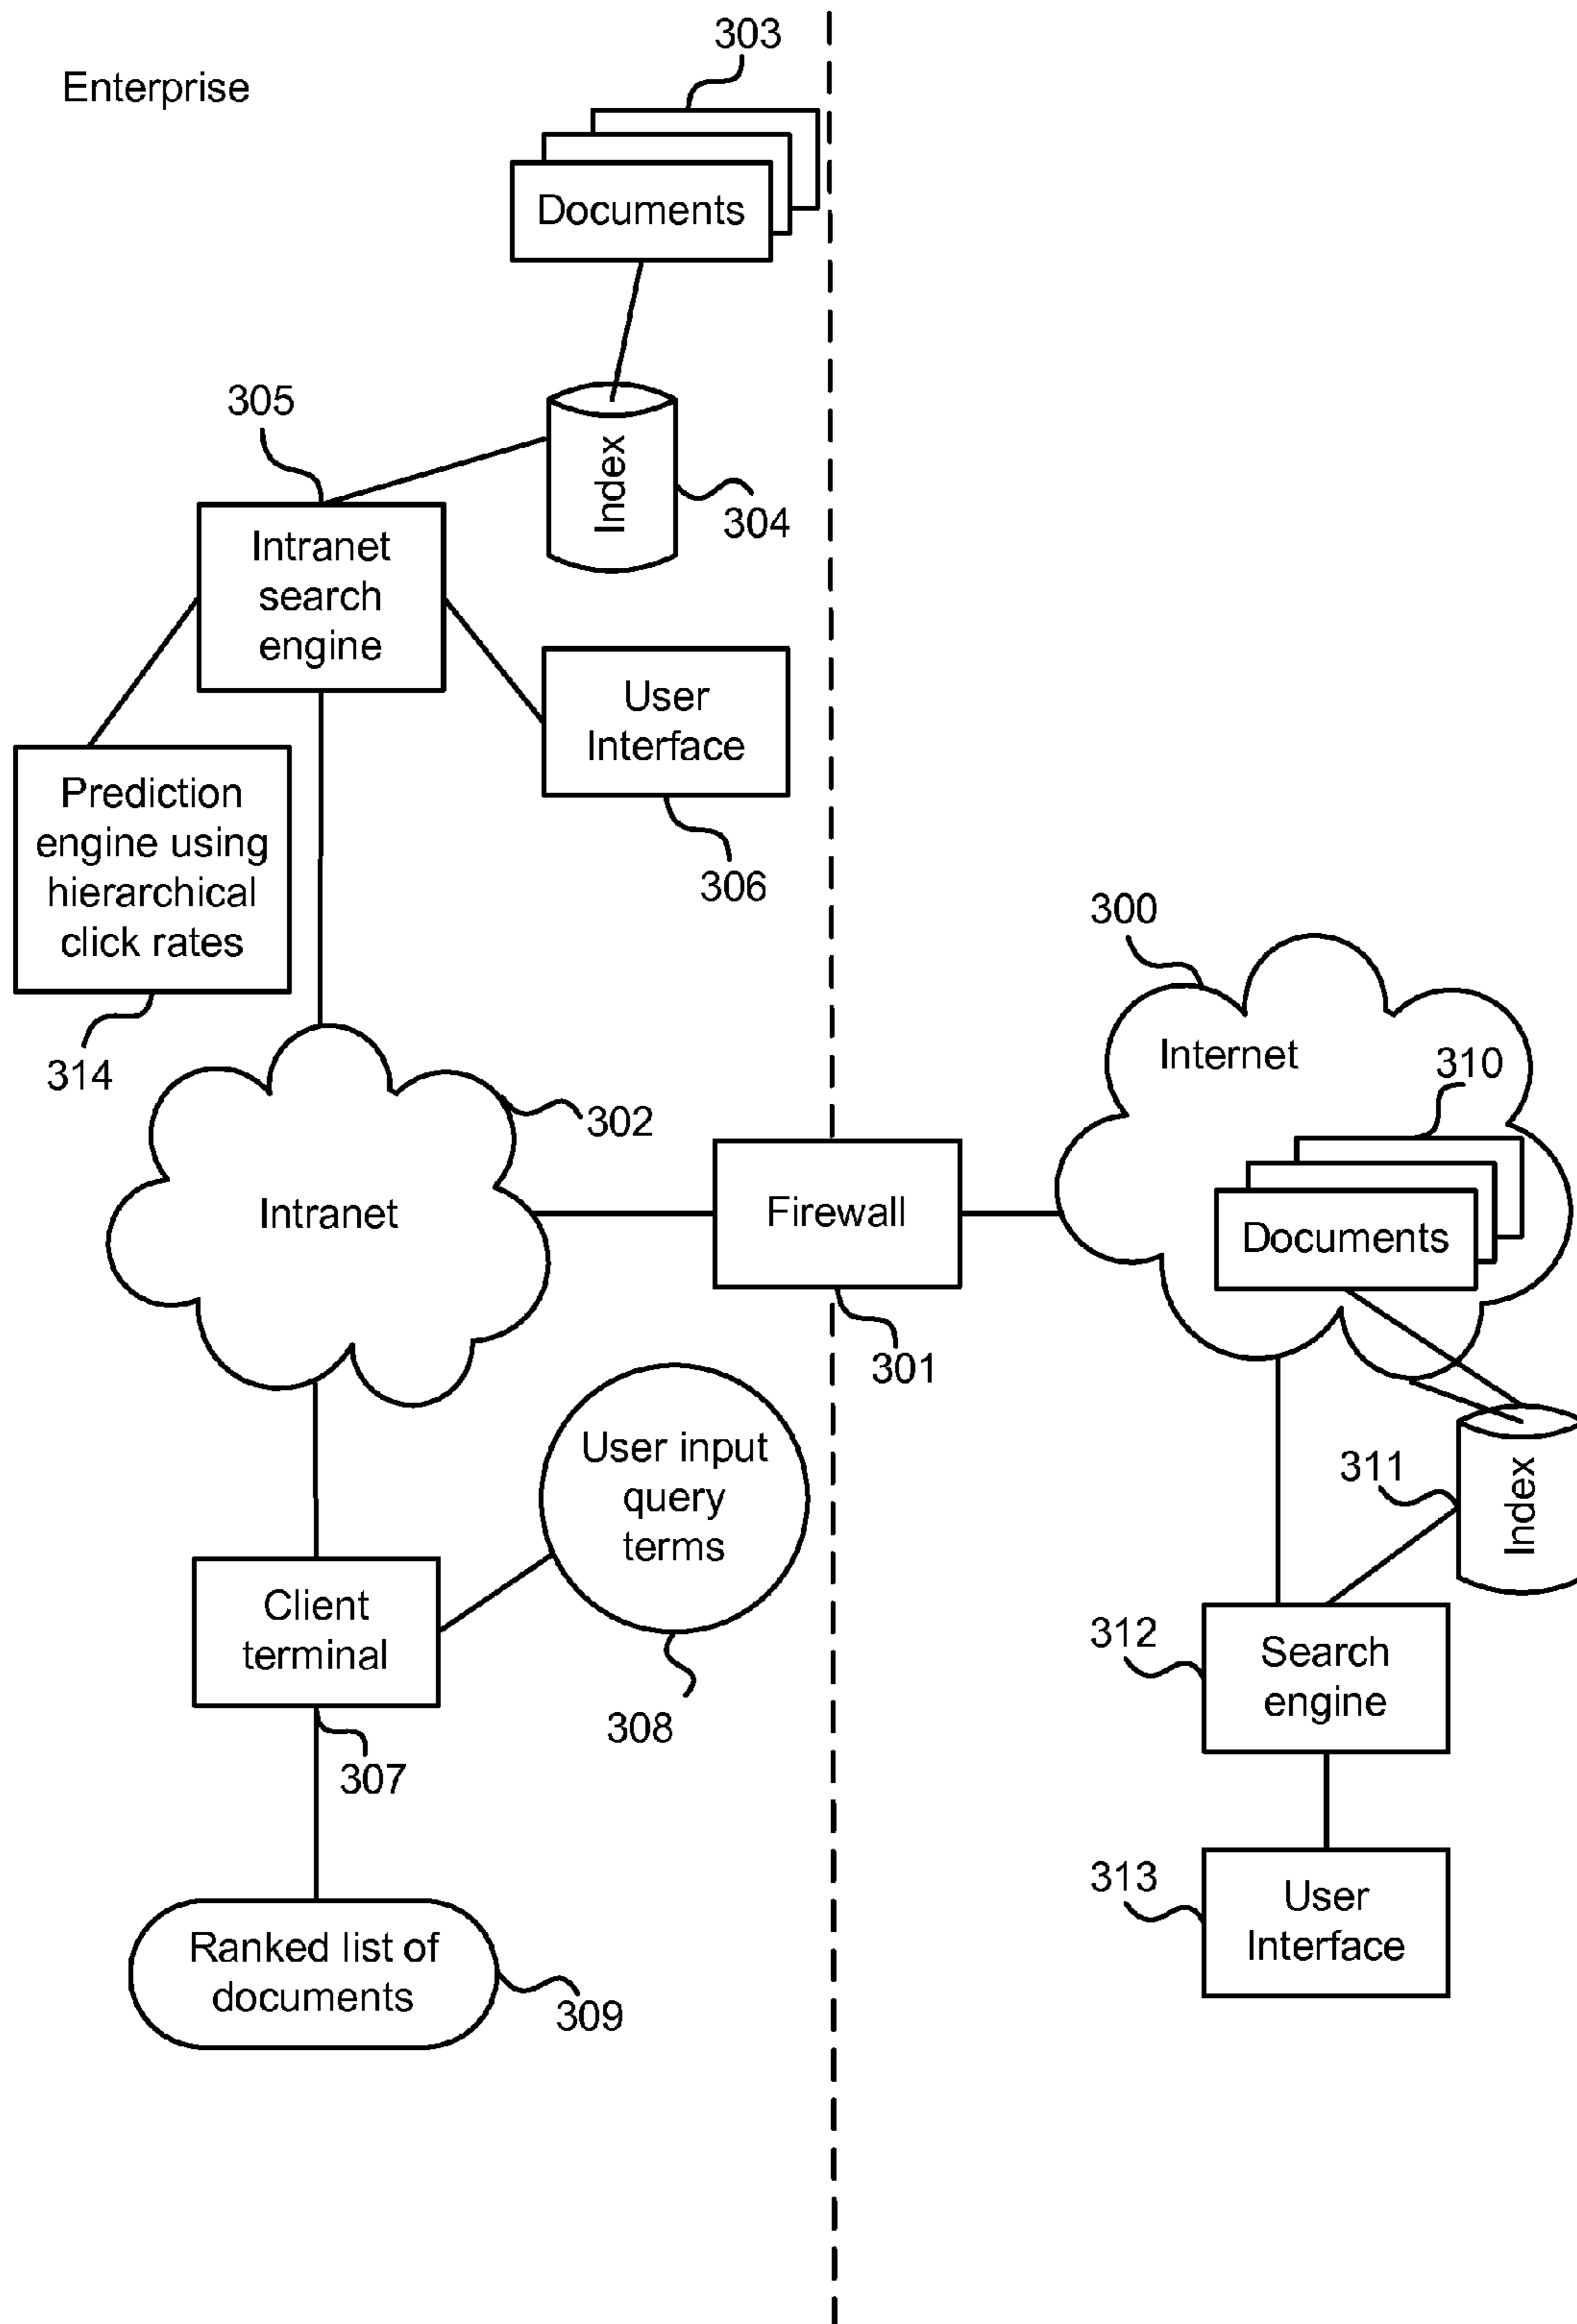 303
Enterprise
Documents
305
Index
304
Intranet
search
engine
User
Interface
306
Prediction
engine using
hierarchical
click rates
314
300
Internet
310
Documents
302
Intranet
Firewall
301
User input
query
terms
308
311
Index
Client
terminal
307
312
Search
engine
313
User
Interface
Ranked list of
documents
309